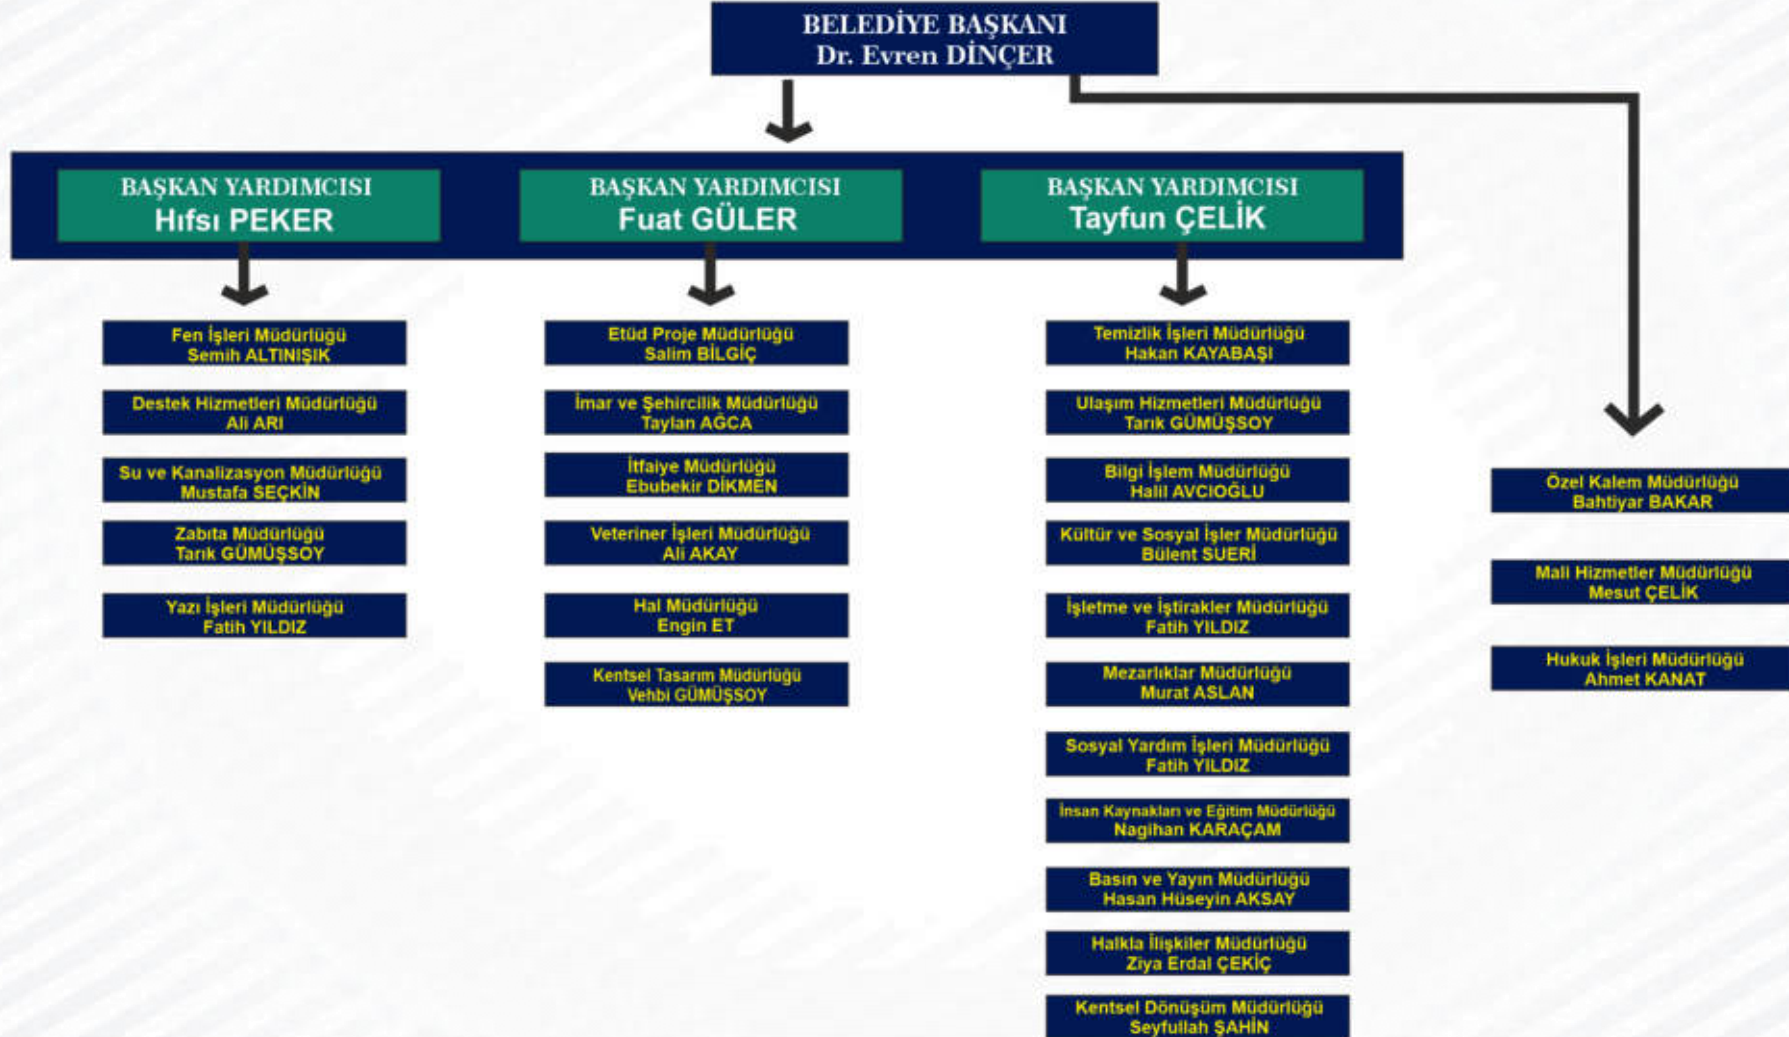 BELEDİYE BAŞKANI
Dr. Evren DİNÇER
BAŞKAN YARDIMCISI
Hıfsı PEKER
BAŞKAN YARDIMCISI
Fuat GÜLER
BAŞKAN YARDIMCISI
Tayfun ÇELİK
Fen İşleri Müdürlüğü
Semih ALTINIŞIK
Destek Hizmetleri Müdürlüğü
Ali ARI
Su ve Kanalizasyon Müdürlüğü
Mustafa SEÇKİN
Zabıta Müdürlüğü
Tarık GÜMÜŞSOY
Yazı İşleri Müdürlüğü
Fatih YILDIZ
Etüd Proje Müdürlüğü
Salim BİLGİÇ
İmar ve Şehircilik Müdürlüğü
Taylan AĞCA
İtfaiye Müdürlüğü
Ebubekir DİKMEN
Veteriner İşleri Müdürlüğü
Ali AKAY
Hal Müdürlüğü
Engin ET
Kentsel Tasarım Müdürlüğü
Vehbi GÜMÜŞSOY
Temizlik İşleri Müdürlüğü
Hakan KAYABAŞI
Ulaşım Hizmetleri Müdürlüğü
Tarık GÜMÜŞSOY
Bilgi İşlem Müdürlüğü
Halil AVCIOĞLU
Kültür ve Sosyal İşler Müdürlüğü
Bülent SUERİ
İşletme ve İştirakler Müdürlüğü
Fatih YILDIZ
Mezarlıklar Müdürlüğü
Murat ASLAN
Sosyal Yardım İşleri Müdürlüğü
Fatih YILDIZ
İnsan Kaynakları ve Eğitim Müdürlüğü
Nagihan KARAÇAM
Basın ve Yayın Müdürlüğü
Hasan Hüseyin AKSAY
Halkla İlişkiler Müdürlüğü
Ziya Erdal ÇEKİÇ
Kentsel Dönüşüm Müdürlüğü
Seyfullah ŞAHİN
Özel Kalem Müdürlüğü
Bahtiyar BAKAR
Mali Hizmetler Müdürlüğü
Mesut ÇELİK
Hukuk İşleri Müdürlüğü
Ahmet KANAT